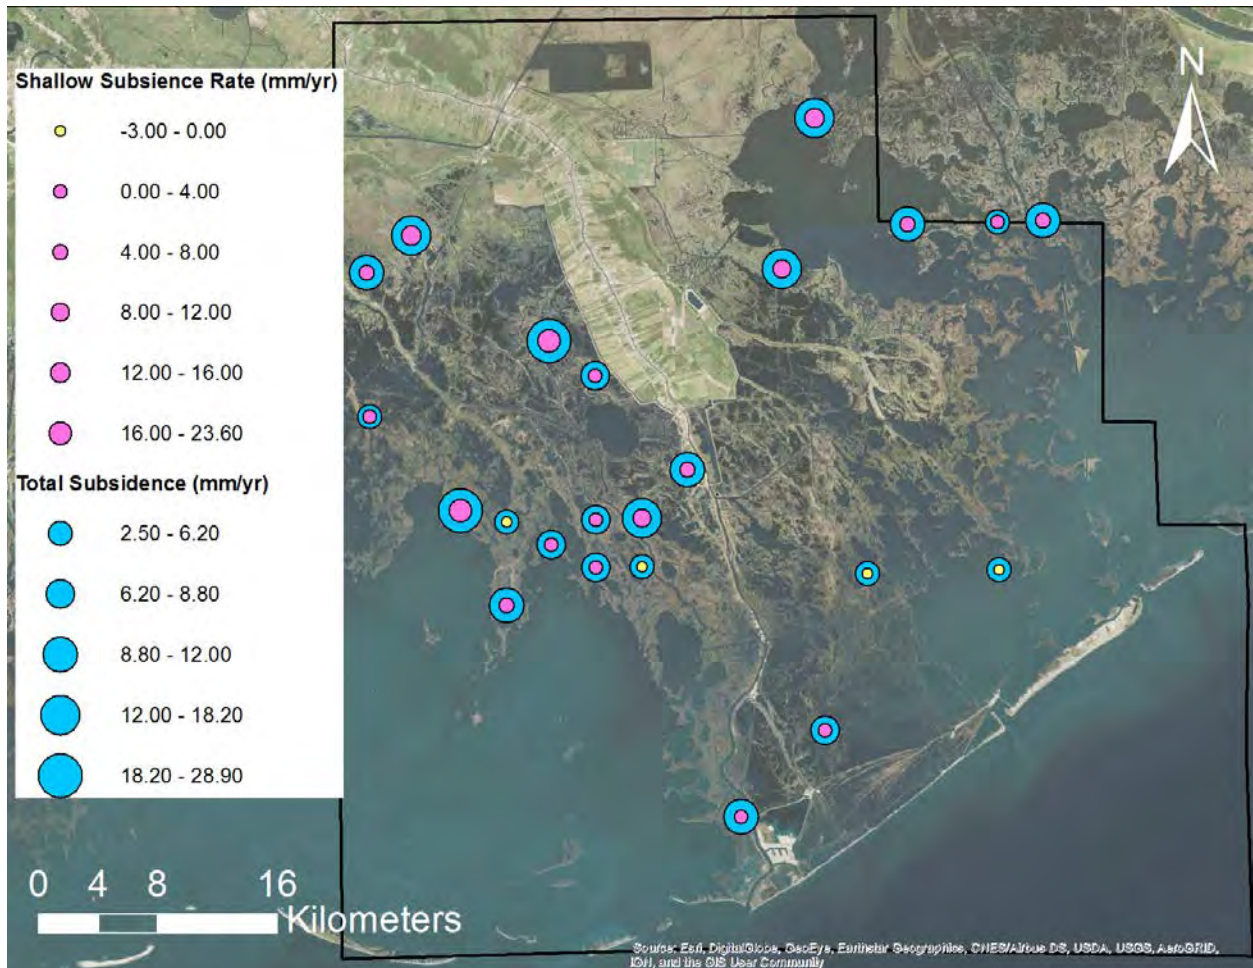 N
Shallow Subsience Rate (mm/yr)
-3.00 - 0.00
0.00 - 4.00
4.00 - 8.00
8.00 - 12.00
12.00 - 16.00
16.00 - 23.60
Total Subsidence (mm/yr)
2.50 - 6.20
6.20 - 8.80
8.80 - 12.00
12.00 - 18.20
18.20 - 28.90
0 4 8 16
Kilometers
Source: Esri, DigitalGlobe, GeoEye, Earthstar Geographics, CNES/Airbus DS, USDA, USGS, AeroGRID,
IGN, and the GIS User Community